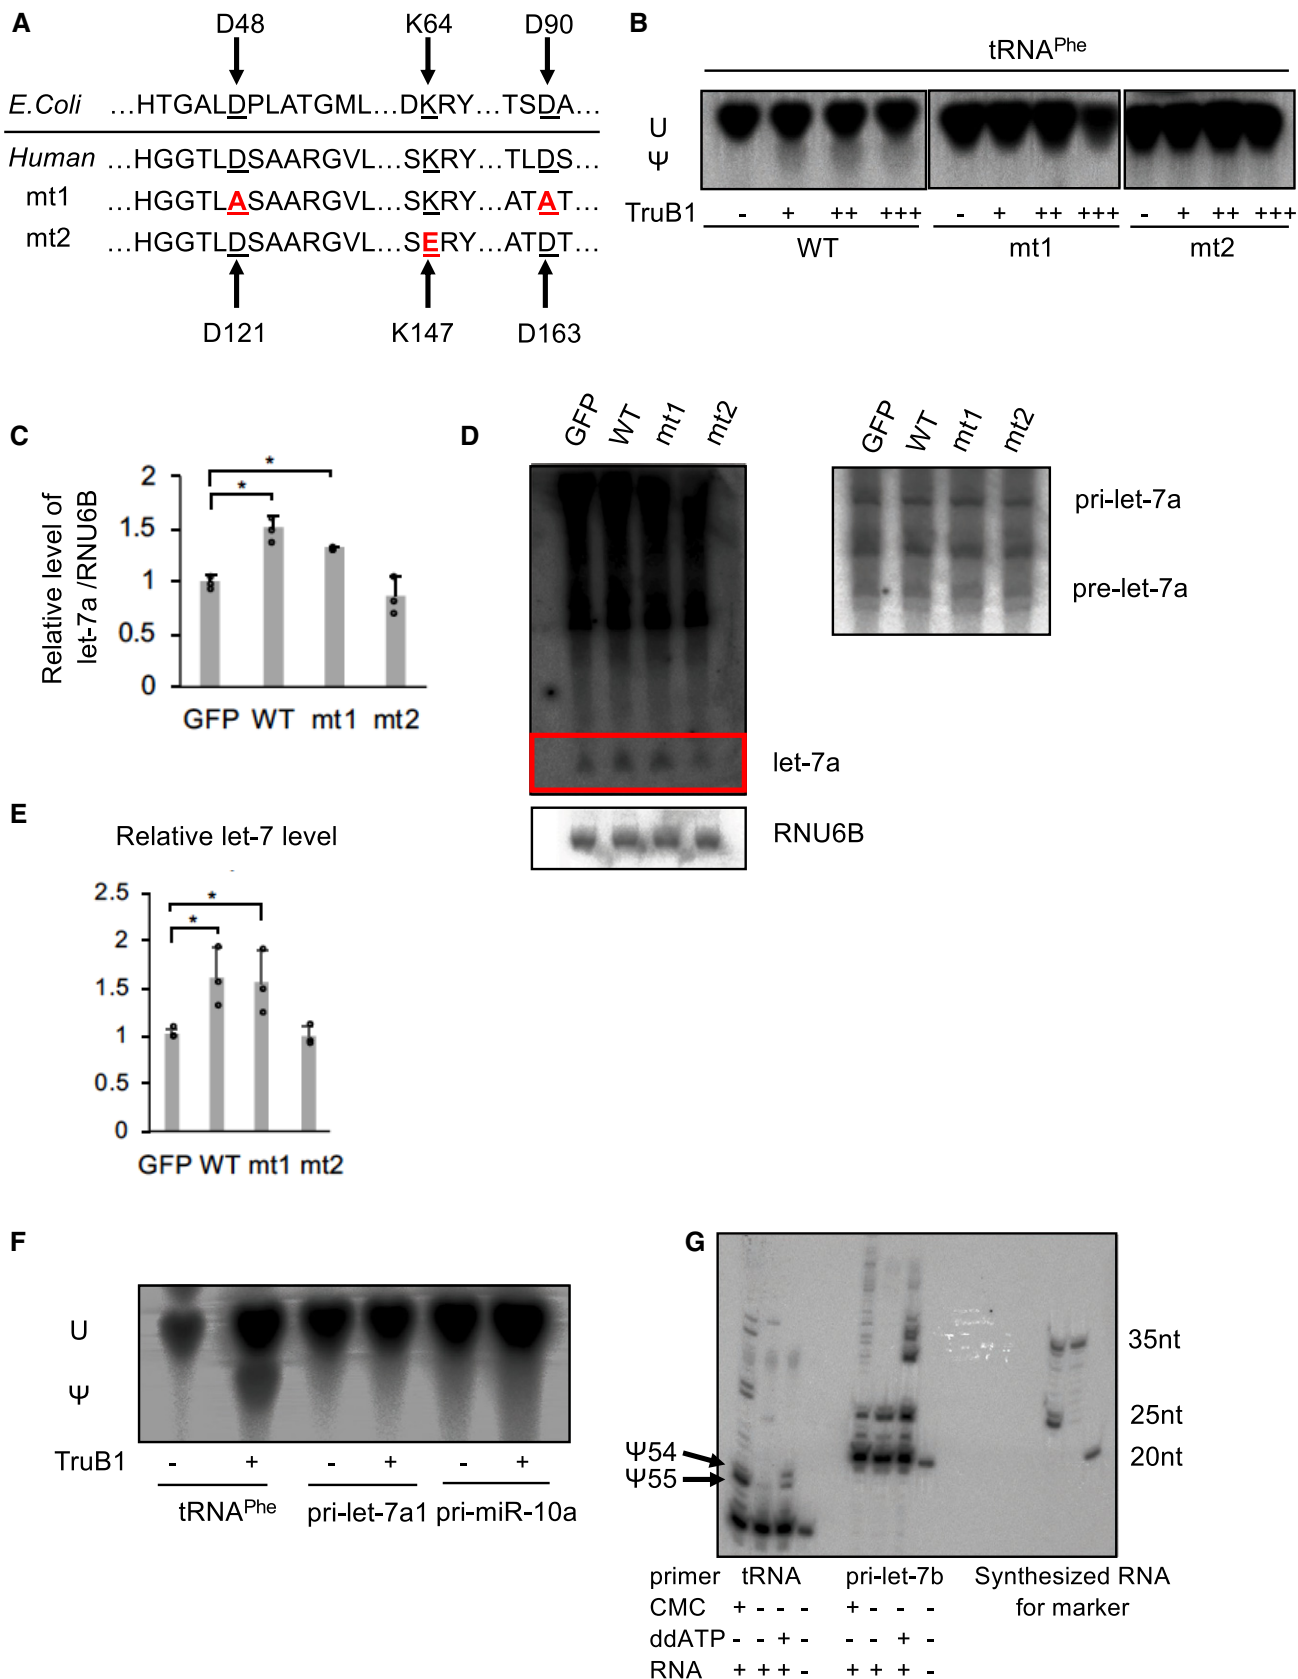 A
D48 K64 D90
E.Coli ...HTGALDPLATGML...DKRY...TSDA...
Human ...HGGTLDSAARGVL...SKRY...TLDS...
mt1 ...HGGTLASAARGVL...SKRY...ATAT...
mt2 ...HGGTLDSAARGVL...SERY...ATDT...
D121 K147 D163
B
tRNAPhe
U
Ψ
TruB1 - + ++ +++ - + ++ +++ - + ++ +++
WT mt1 mt2
C
Relative level of
let-7a /RNU6B
2
1.5
1
0.5
0
* *
GFP WT mt1 mt2
D
GFP WT mt1 mt2
let-7a
RNU6B
GFP WT mt1 mt2
pri-let-7a
pre-let-7a
E
Relative let-7 level
2.5
2
1.5
1
0.5
0
* *
GFP WT mt1 mt2
F
U
Ψ
TruB1 - + - + - +
tRNAPhe pri-let-7a1 pri-miR-10a
G
35nt
25nt
20nt
Ψ54
Ψ55
primer tRNA pri-let-7b Synthesized RNA
for marker
CMC + - - - + - - -
ddATP - - + - - - + -
RNA + + + - + + + -